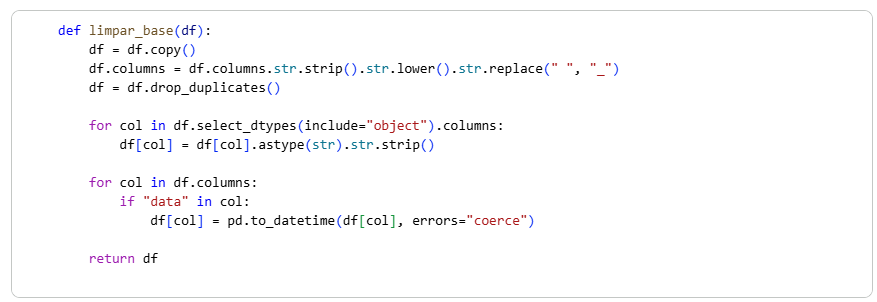 def limpar_base(df):
    df = df.copy()
    df.columns = df.columns.str.strip().str.lower().str.replace(" ", "_")
    df = df.drop_duplicates()

    for col in df.select_dtypes(include="object").columns:
        df[col] = df[col].astype(str).str.strip()

    for col in df.columns:
        if "data" in col:
            df[col] = pd.to_datetime(df[col], errors="coerce")

    return df